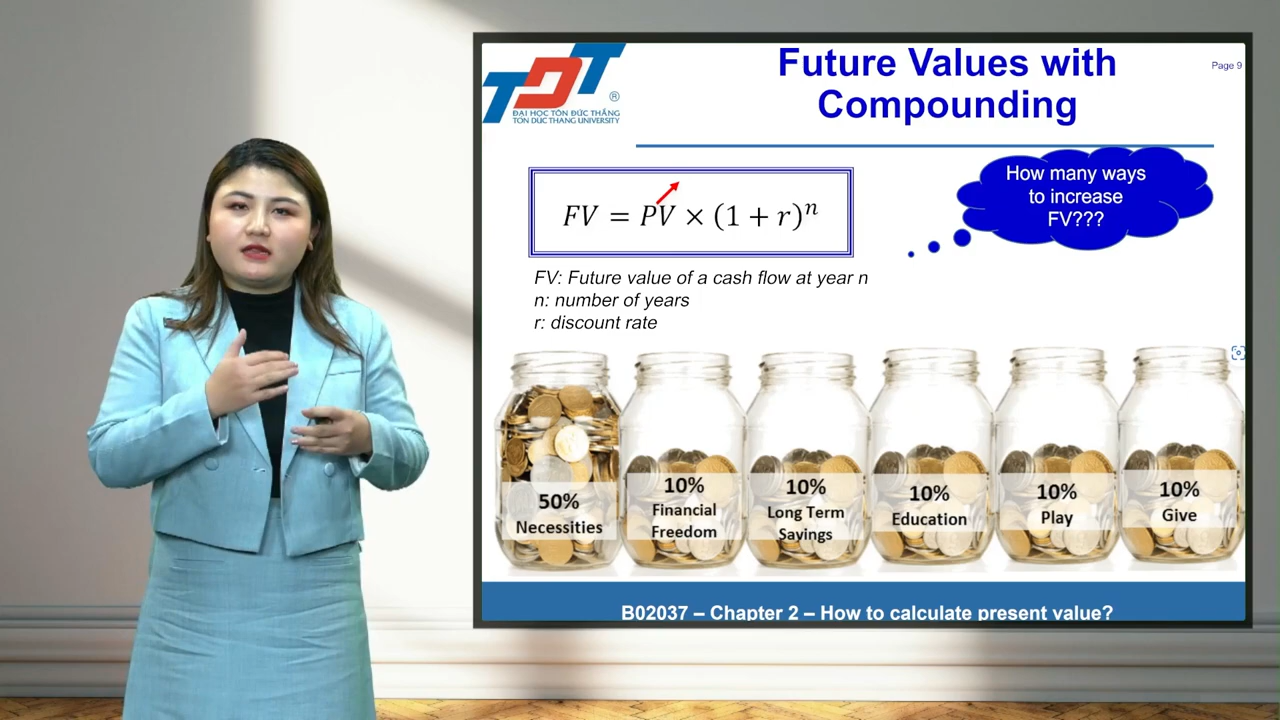 TDT
®
ĐẠI HỌC TÔN ĐỨC THẮNG
TON DUC THANG UNIVERSITY
Future Values with
Compounding
Page 9
How many ways
to increase
FV???
FV = PV × (1 + r)ⁿ
FV: Future value of a cash flow at year n
n: number of years
r: discount rate
50%
Necessities
10%
Financial
Freedom
10%
Long Term
Savings
10%
Education
10%
Play
10%
Give
B02037 – Chapter 2 – How to calculate present value?